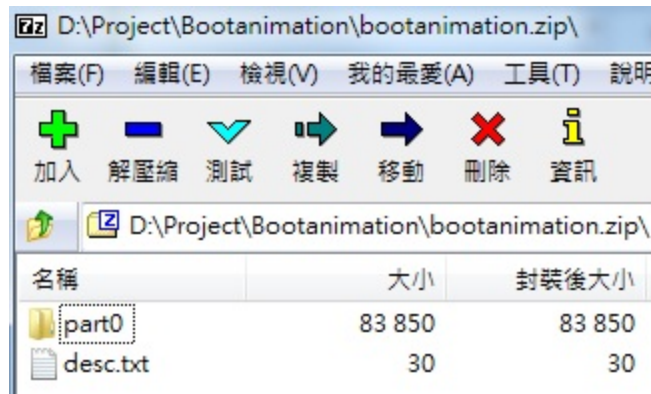 D:\Project\Bootanimation\bootanimation.zip\
檔案(F) 編輯(E) 檢視(V) 我的最愛(A) 工具(T) 說明
加入 解壓縮 測試 複製 移動 刪除 資訊
D:\Project\Bootanimation\bootanimation.zip\
名稱 大小 封裝後大小
part0 83 850 83 850
desc.txt 30 30